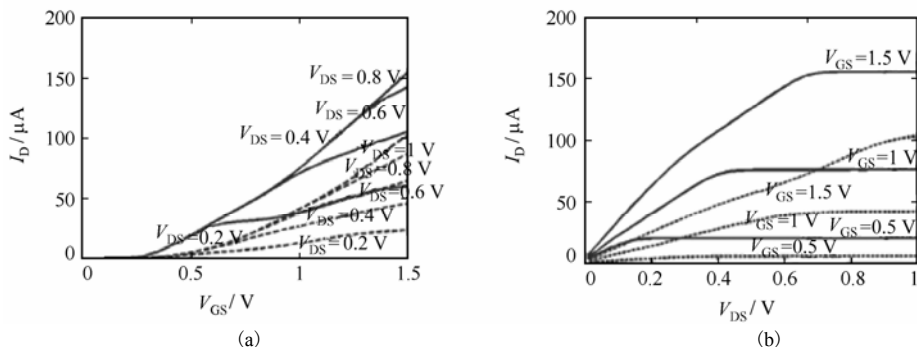 200
150
100
50
0
I_D / μA
V_DS = 0.8 V
V_DS = 0.6 V
V_DS = 0.4 V
V_DS = 1 V
V_DS = 0.8 V
V_DS = 0.6 V
V_DS = 0.4 V
V_DS = 0.2 V
V_DS = 0.2 V
0 0.5 1 1.5
V_GS / V
(a)
200
150
100
50
0
I_D / μA
V_GS = 1.5 V
V_GS = 1 V
V_GS = 1.5 V
V_GS = 1 V
V_GS = 0.5 V
V_GS = 0.5 V
0 0.2 0.4 0.6 0.8 1
V_DS / V
(b)